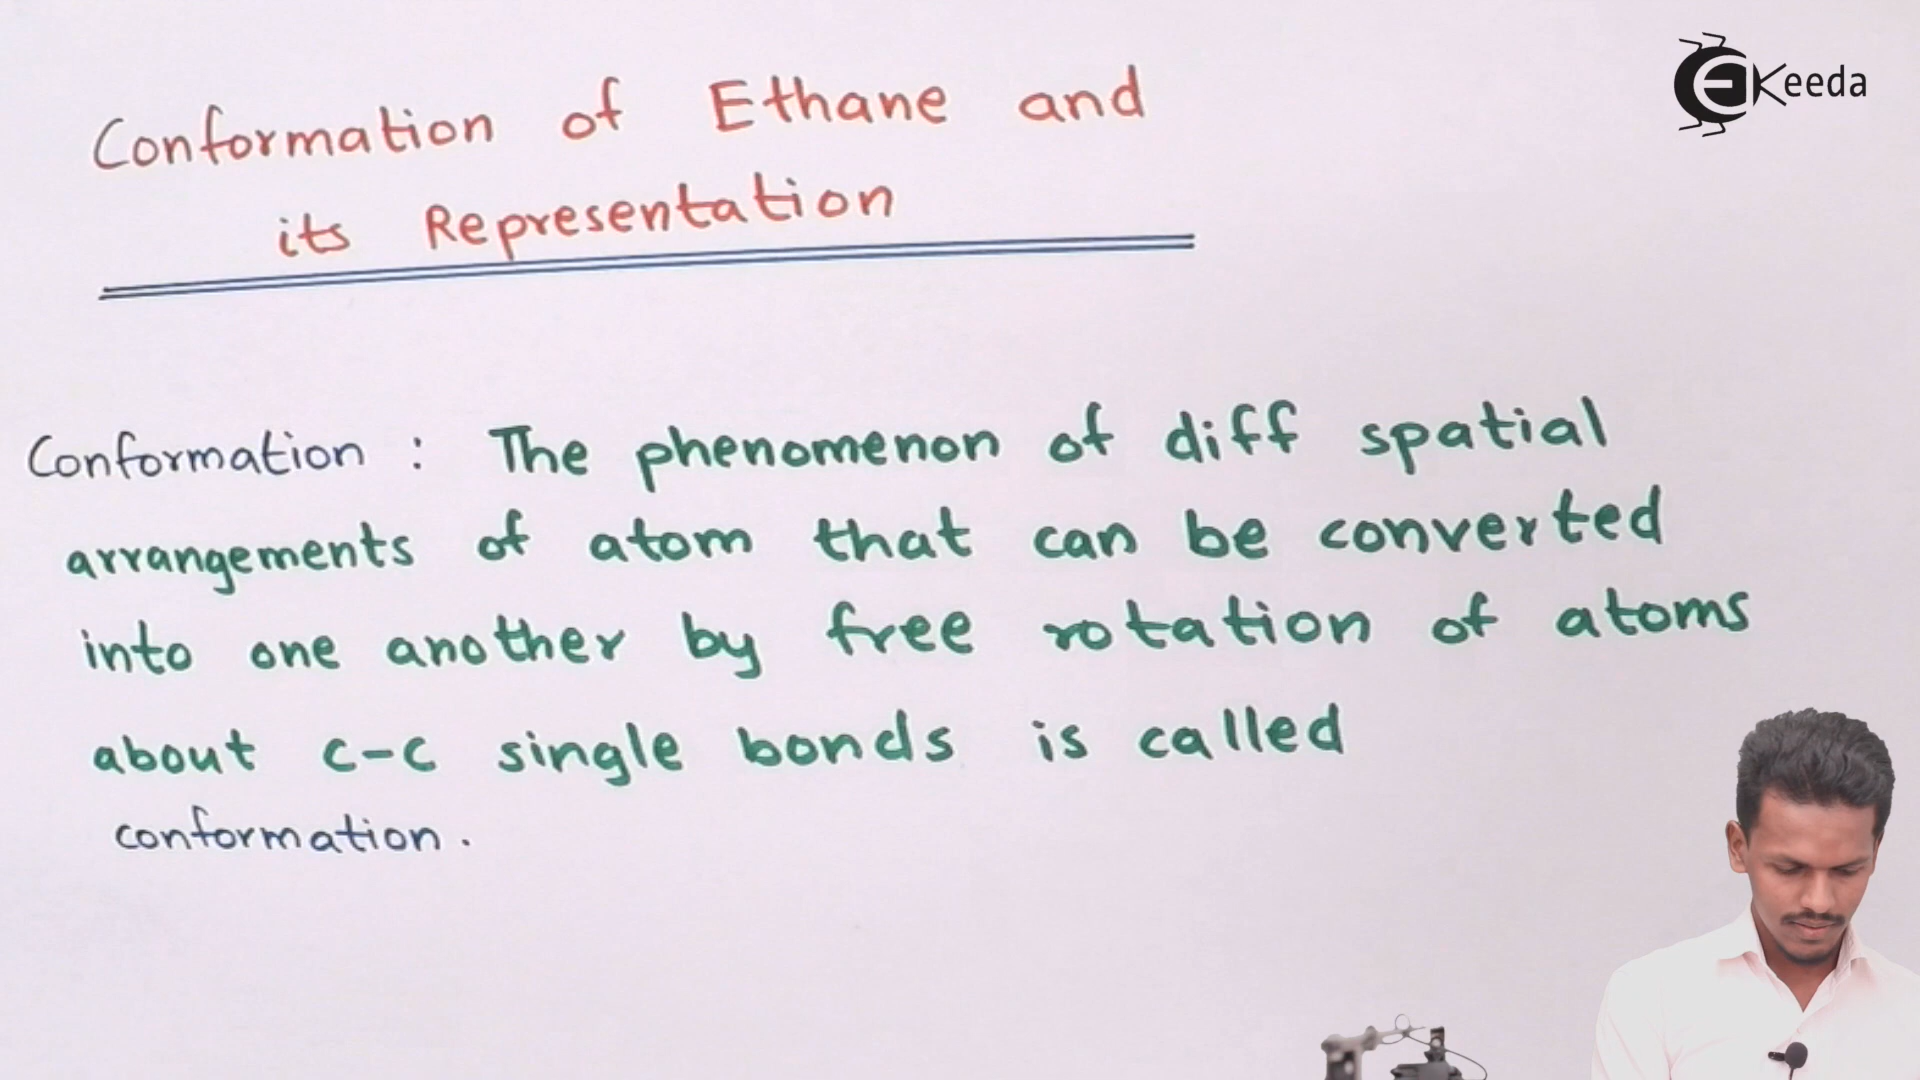 Conformation of Ethane and
its Representation
EKeeda
Conformation : The phenomenon of diff spatial
arrangements of atom that can be converted
into one another by free rotation of atoms
about c-c single bonds is called
conformation.